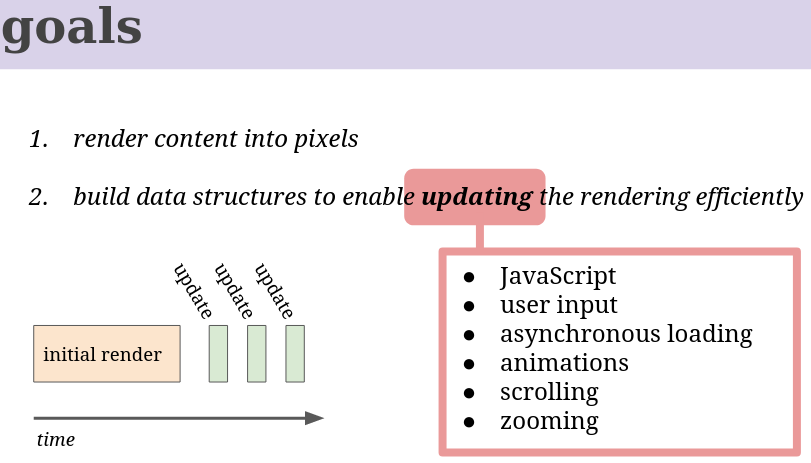 goals
1. render content into pixels
2. build data structures to enable updating the rendering efficiently
update update update
initial render
time
● JavaScript
● user input
● asynchronous loading
● animations
● scrolling
● zooming